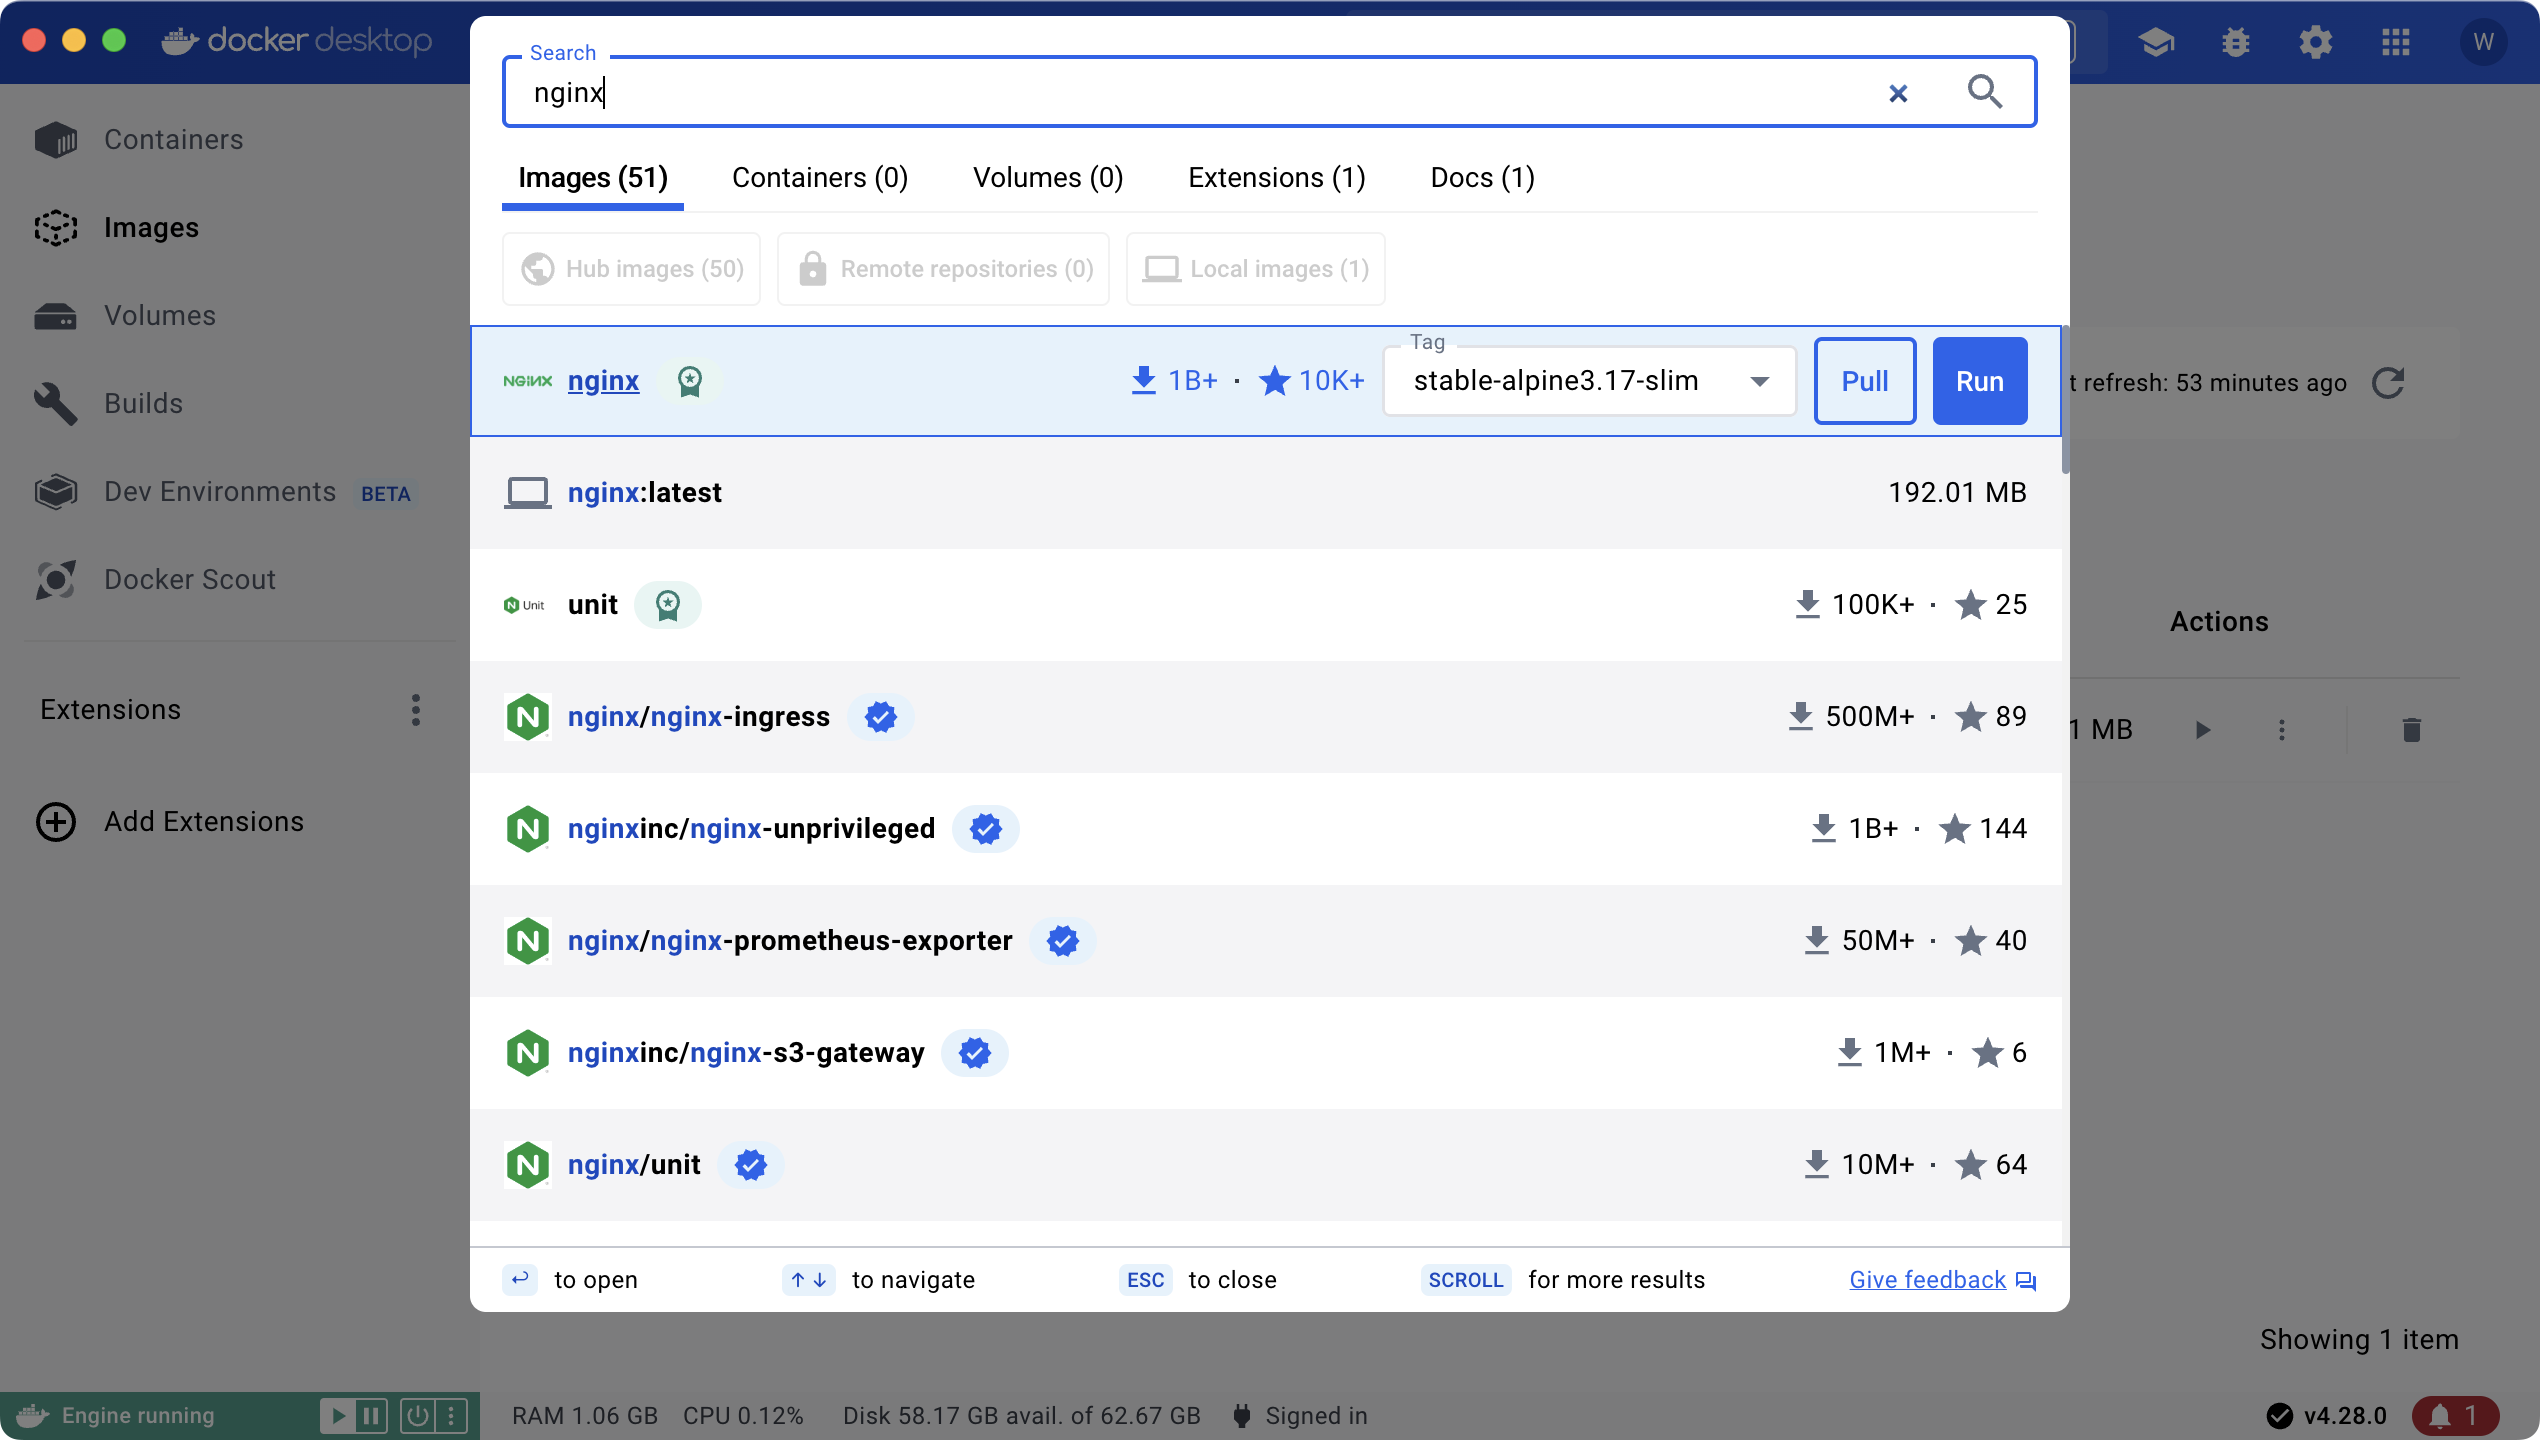 docker desktop
W
Containers
Images
Volumes
Builds
Dev Environments BETA
Docker Scout
Extensions
Add Extensions
Search
nginx
Images (51)
Containers (0)
Volumes (0)
Extensions (1)
Docs (1)
Hub images (50)
Remote repositories (0)
Local images (1)
NGINX nginx 1B+ · 10K+
Tag
stable-alpine3.17-slim
Pull
Run
nginx:latest 192.01 MB
N Unit unit 100K+ · 25
N nginx/nginx-ingress 500M+ · 89
N nginxinc/nginx-unprivileged 1B+ · 144
N nginx/nginx-prometheus-exporter 50M+ · 40
N nginxinc/nginx-s3-gateway 1M+ · 6
N nginx/unit 10M+ · 64
to open
to navigate
ESC to close
SCROLL for more results
Give feedback
t refresh: 53 minutes ago
Actions
1 MB
Showing 1 item
Engine running
RAM 1.06 GB CPU 0.12% Disk 58.17 GB avail. of 62.67 GB Signed in
v4.28.0
1